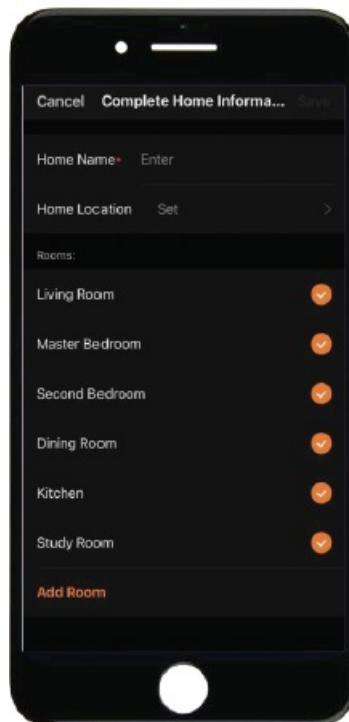 Cancel Complete Home Informa... Save
Home Name* Enter
Home Location Set >
Rooms:
Living Room
Master Bedroom
Second Bedroom
Dining Room
Kitchen
Study Room
Add Room